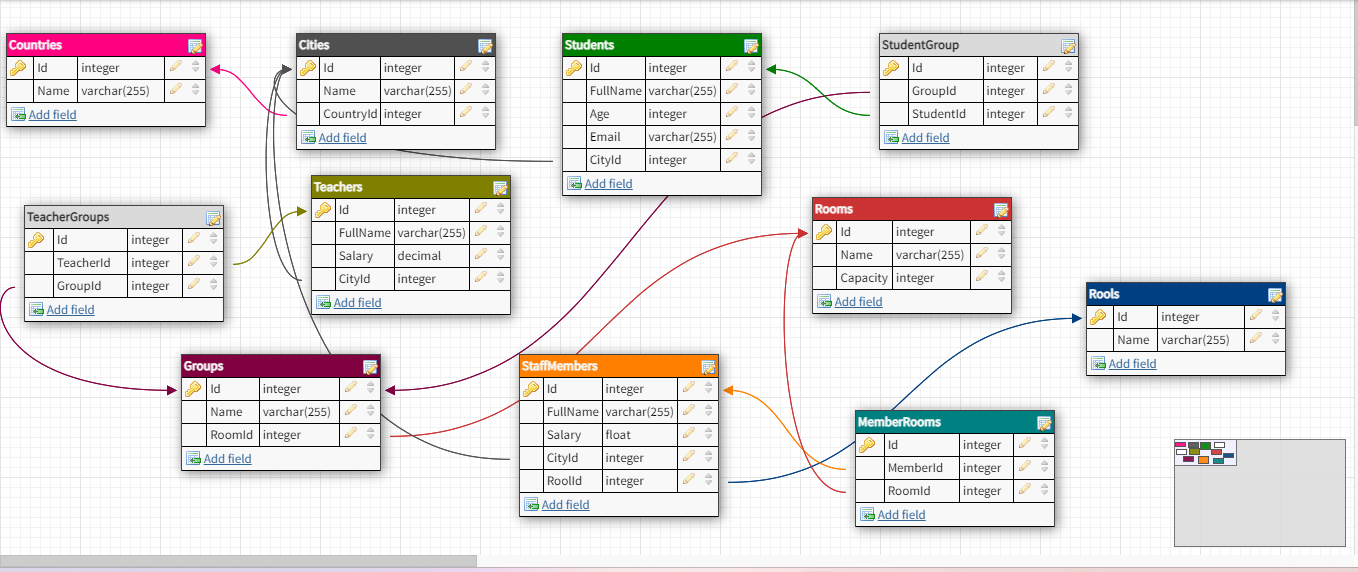 Countries
Id integer
Name varchar(255)
Add field
Cities
Id integer
Name varchar(255)
CountryId integer
Add field
Students
Id integer
FullName varchar(255)
Age integer
Email varchar(255)
CityId integer
Add field
StudentGroup
Id integer
GroupId integer
StudentId integer
Add field
TeacherGroups
Id integer
TeacherId integer
GroupId integer
Add field
Teachers
Id integer
FullName varchar(255)
Salary decimal
CityId integer
Add field
Rooms
Id integer
Name varchar(255)
Capacity integer
Add field
Rools
Id integer
Name varchar(255)
Add field
Groups
Id integer
Name varchar(255)
RoomId integer
Add field
StaffMembers
Id integer
FullName varchar(255)
Salary float
CityId integer
RoolId integer
Add field
MemberRooms
Id integer
MemberId integer
RoomId integer
Add field